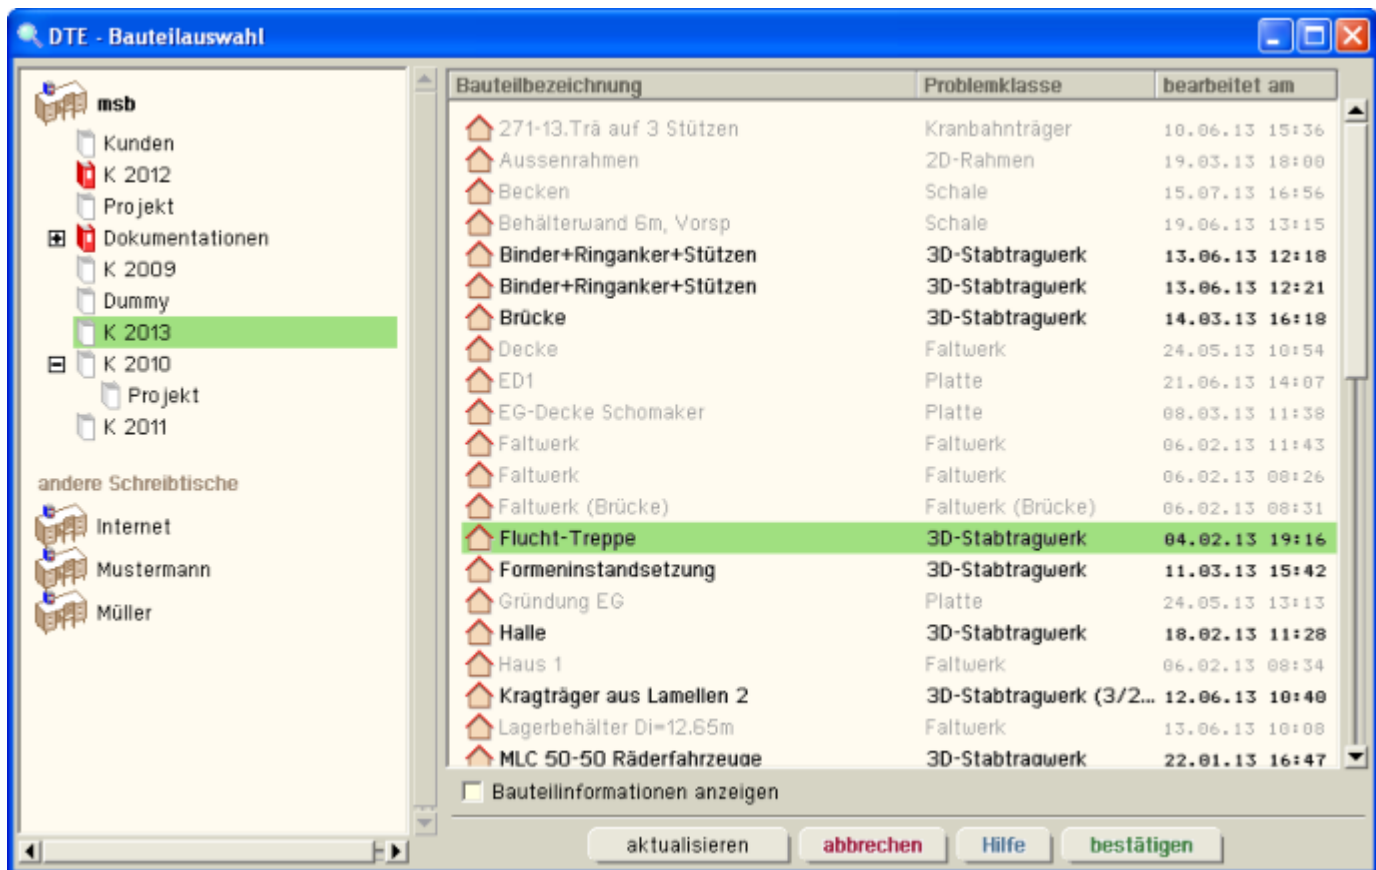 DTE - Bauteilauswahl
msb
Kunden
K 2012
Projekt
Dokumentationen
K 2009
Dummy
K 2013
K 2010
Projekt
K 2011
andere Schreibtische
Internet
Mustermann
Müller
Bauteilbezeichnung Problemklasse bearbeitet am
271-13.Trä auf 3 Stützen Kranbahnträger 10.06.13 15:36
Aussenrahmen 2D-Rahmen 19.03.13 18:00
Becken Schale 15.07.13 16:56
Behälterwand 6m, Vorsp Schale 19.06.13 13:15
Binder+Ringanker+Stützen 3D-Stabtragwerk 13.06.13 12:18
Binder+Ringanker+Stützen 3D-Stabtragwerk 13.06.13 12:21
Brücke 3D-Stabtragwerk 14.03.13 16:18
Decke Faltwerk 24.05.13 10:54
ED1 Platte 21.06.13 14:07
EG-Decke Schomaker Platte 08.03.13 11:38
Faltwerk Faltwerk 06.02.13 11:43
Faltwerk Faltwerk 06.02.13 08:26
Faltwerk (Brücke) Faltwerk (Brücke) 06.02.13 08:31
Flucht-Treppe 3D-Stabtragwerk 04.02.13 19:16
Formeninstandsetzung 3D-Stabtragwerk 11.03.13 15:42
Gründung EG Platte 24.05.13 13:13
Halle 3D-Stabtragwerk 18.02.13 11:28
Haus 1 Faltwerk 06.02.13 08:34
Kragträger aus Lamellen 2 3D-Stabtragwerk (3/2... 12.06.13 10:40
Lagerbehälter Di=12.65m Faltwerk 13.06.13 10:08
MLC 50-50 Räderfahrzeuge 3D-Stabtragwerk 22.01.13 16:47
Bauteilinformationen anzeigen
aktualisieren abbrechen Hilfe bestätigen